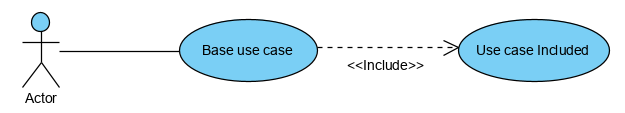 Base use case
Use case Included
<<Include>>
Actor